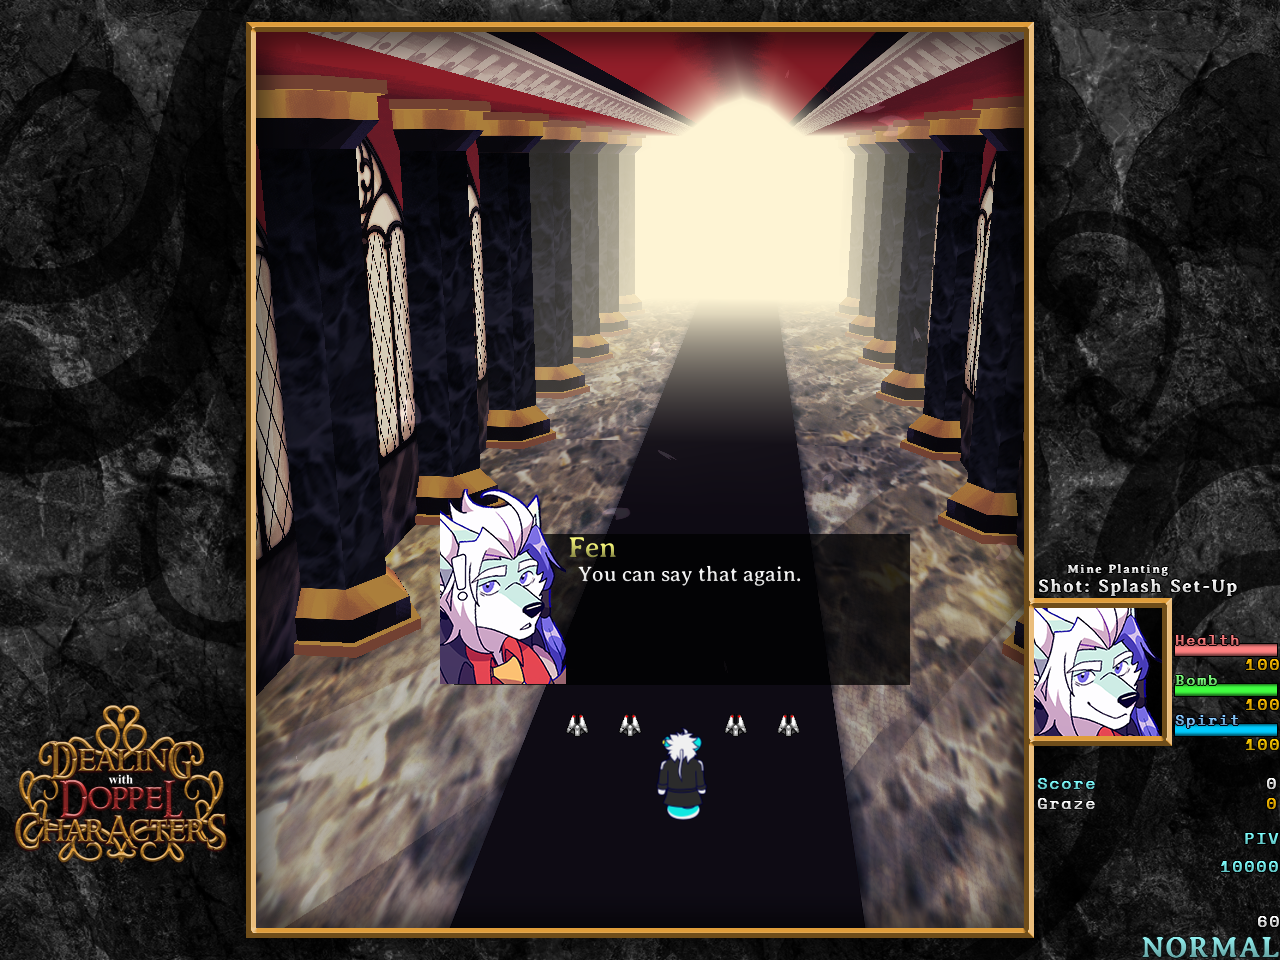 Fen
You can say that again.
Mine Planting
Shot: Splash Set-Up
Health
100
Bomb
100
Spirit
100
Score 0
Graze 0
PIV
10000
60
NORMAL
DEALING
with
DOPPEL
CHARACTERS